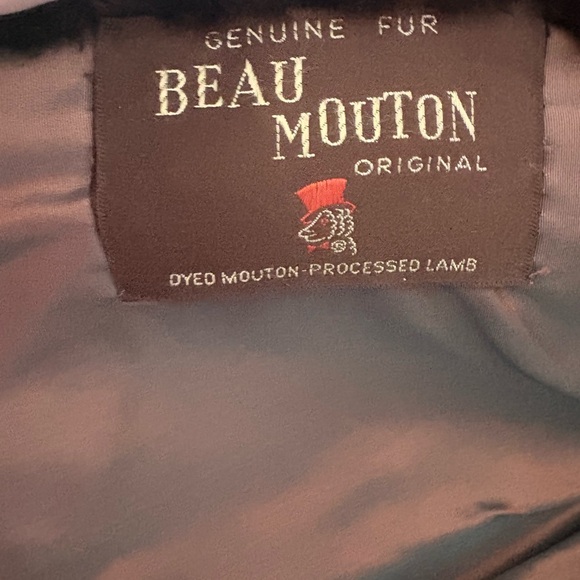 GENUINE FUR
BEAU
MOUTON
ORIGINAL
DYED MOUTON-PROCESSED LAMB